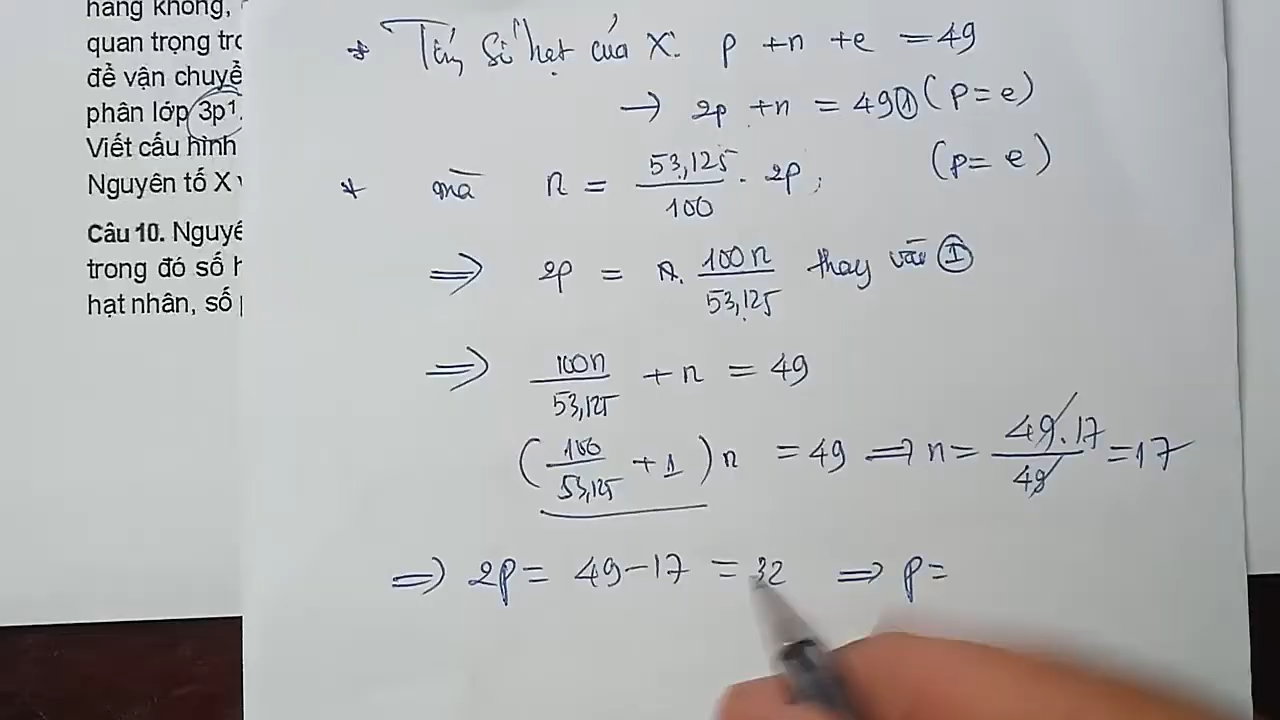 hàng không,
quan trọng trc
để vận chuyể
phân lớp 3p¹.
Viết cấu hình
Nguyên tố X v
Câu 10. Nguyê
trong đó số h
hạt nhân, số p
* Tổng số hạt của X: p + n + e = 49
→ 2p + n = 49 ① (p = e)
* mà n = 53,125/100 . 2p; (p = e)
⇒ 2p = 100n/53,125 thay vào Ⓘ
⇒ 100n/53,125 + n = 49
(100/53,125 + 1) n = 49 ⇒ n = 49.17/49 = 17
⇒ 2p = 49 - 17 = 32 ⇒ p =